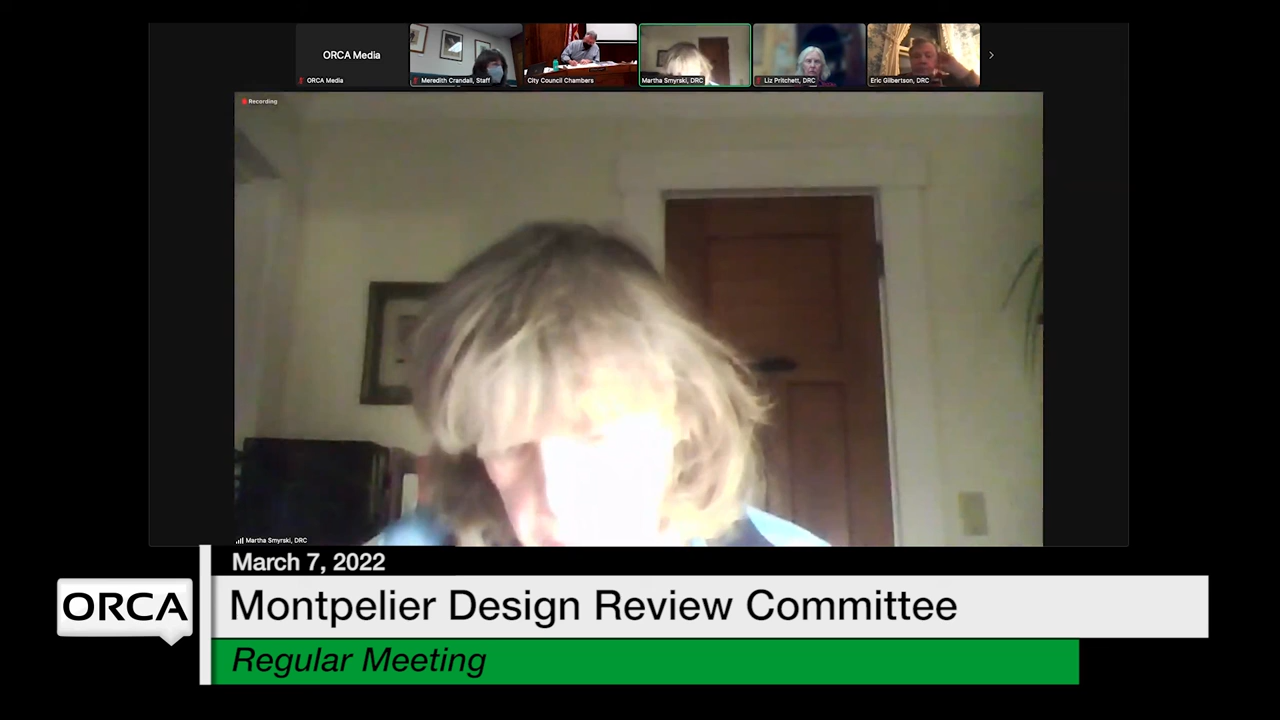 ORCA Media
ORCA Media
Meredith Crandall, Staff
City Council Chambers
Martha Smyrski, DRC
Liz Pritchett, DRC
Eric Gilbertson, DRC
Recording
Martha Smyrski, DRC
March 7, 2022
ORCA
Montpelier Design Review Committee
Regular Meeting